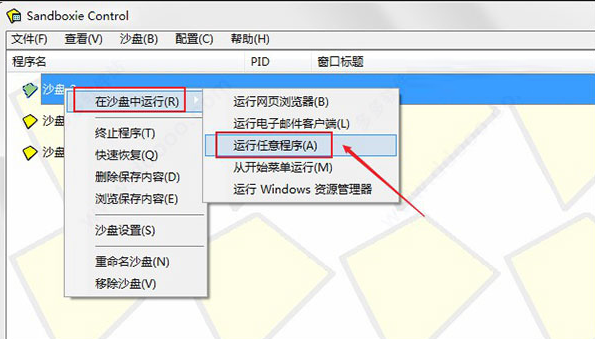 Sandboxie Control
文件(F) 查看(V) 沙盘(B) 配置(C) 帮助(H)
程序名 PID 窗口标题
沙盘
沙盘
沙盘
在沙盘中运行(R)
终止程序(T)
快速恢复(Q)
删除保存内容(D)
浏览保存内容(E)
沙盘设置(S)
重命名沙盘(N)
移除沙盘(V)
运行网页浏览器(B)
运行电子邮件客户端(L)
运行任意程序(A)
从开始菜单运行(M)
运行 Windows 资源管理器